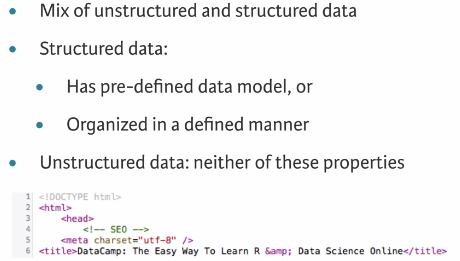 • Mix of unstructured and structured data
• Structured data:
• Has pre-defined data model, or
• Organized in a defined manner
• Unstructured data: neither of these properties
1 <!DOCTYPE html>
2 <html>
3 <head>
4 <!-- SEO -->
5 <meta charset="utf-8" />
6 <title>DataCamp: The Easy Way To Learn R &amp; Data Science Online</title>